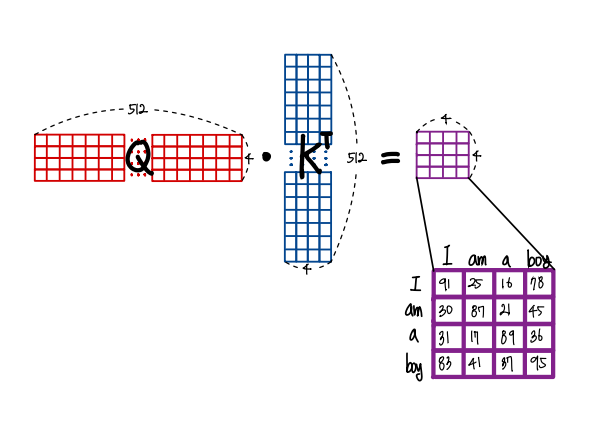 512
Q
4
·
K^T
512
4
=
4
4
I am a boy
I 91 25 16 78
am 30 87 21 45
a 31 17 89 36
boy 83 41 37 95